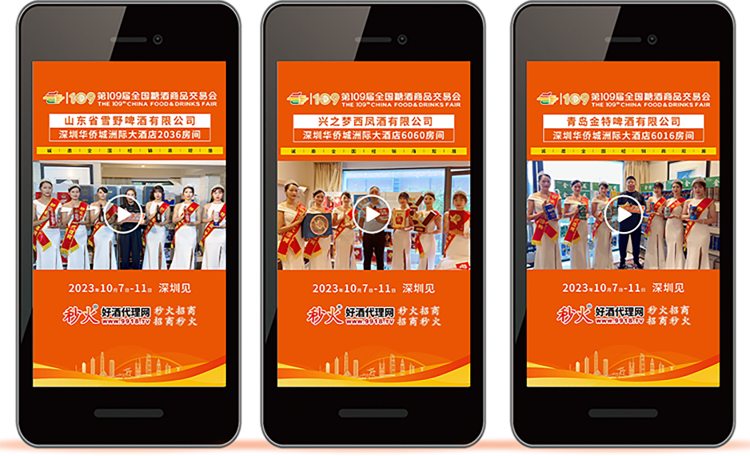 109 第109届全国糖酒商品交易会
THE 109th CHINA FOOD & DRINKS FAIR
山东省雪野啤酒有限公司
深圳华侨城洲际大酒店2036房间
诚邀全国经销商观展
2023年10月7日-11日 深圳见
秒火 好酒代理网 秒火招商
www.9918.tv 招商秒火
109 第109届全国糖酒商品交易会
THE 109th CHINA FOOD & DRINKS FAIR
兴之梦西凤酒有限公司
深圳华侨城洲际大酒店6060房间
2023年10月7日-11日 深圳见
秒火 好酒代理网 秒火招商
www.9918.tv 招商秒火
109 第109届全国糖酒商品交易会
THE 109th CHINA FOOD & DRINKS FAIR
青岛金特啤酒有限公司
深圳华侨城洲际大酒店6016房间
2023年10月7日-11日 深圳见
秒火 好酒代理网 秒火招商
www.9918.tv 招商秒火